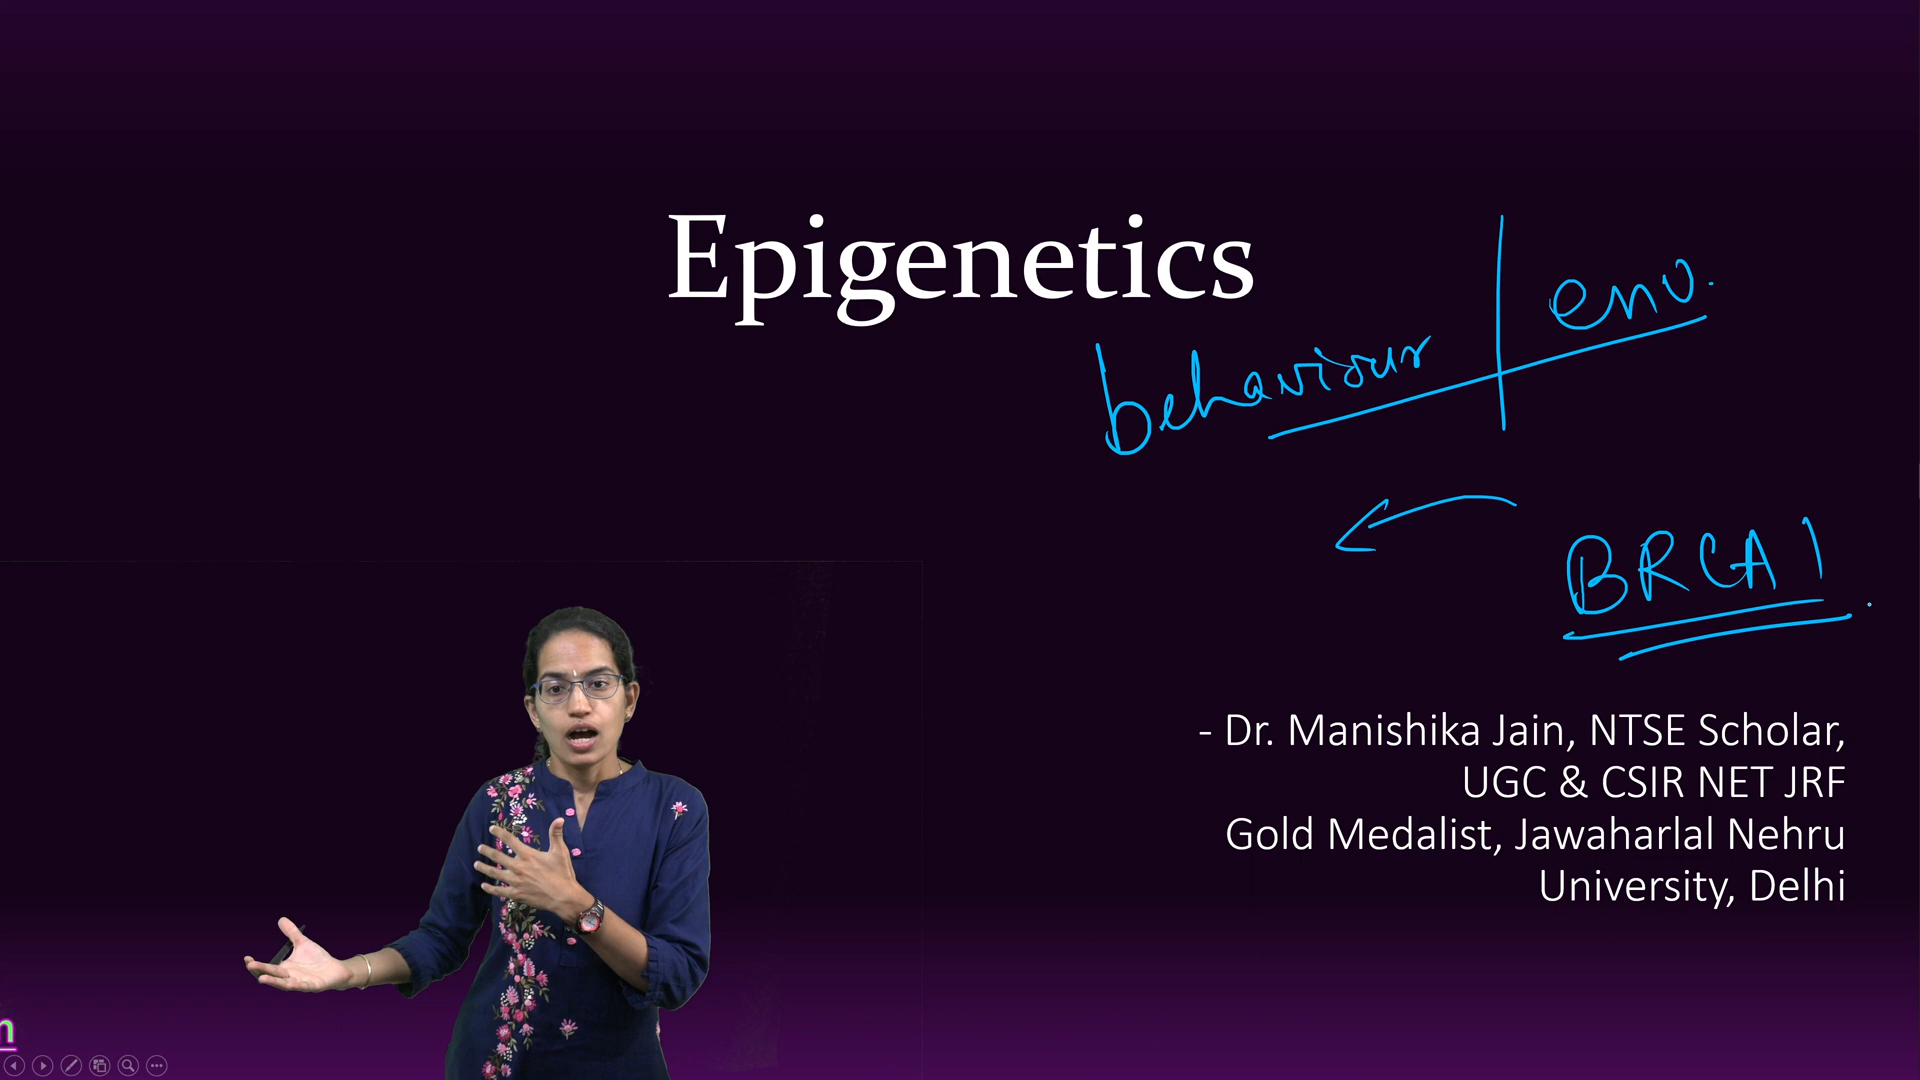 Epigenetics
behaviour | env.
BRCA1
- Dr. Manishika Jain, NTSE Scholar,
UGC & CSIR NET JRF
Gold Medalist, Jawaharlal Nehru
University, Delhi
n